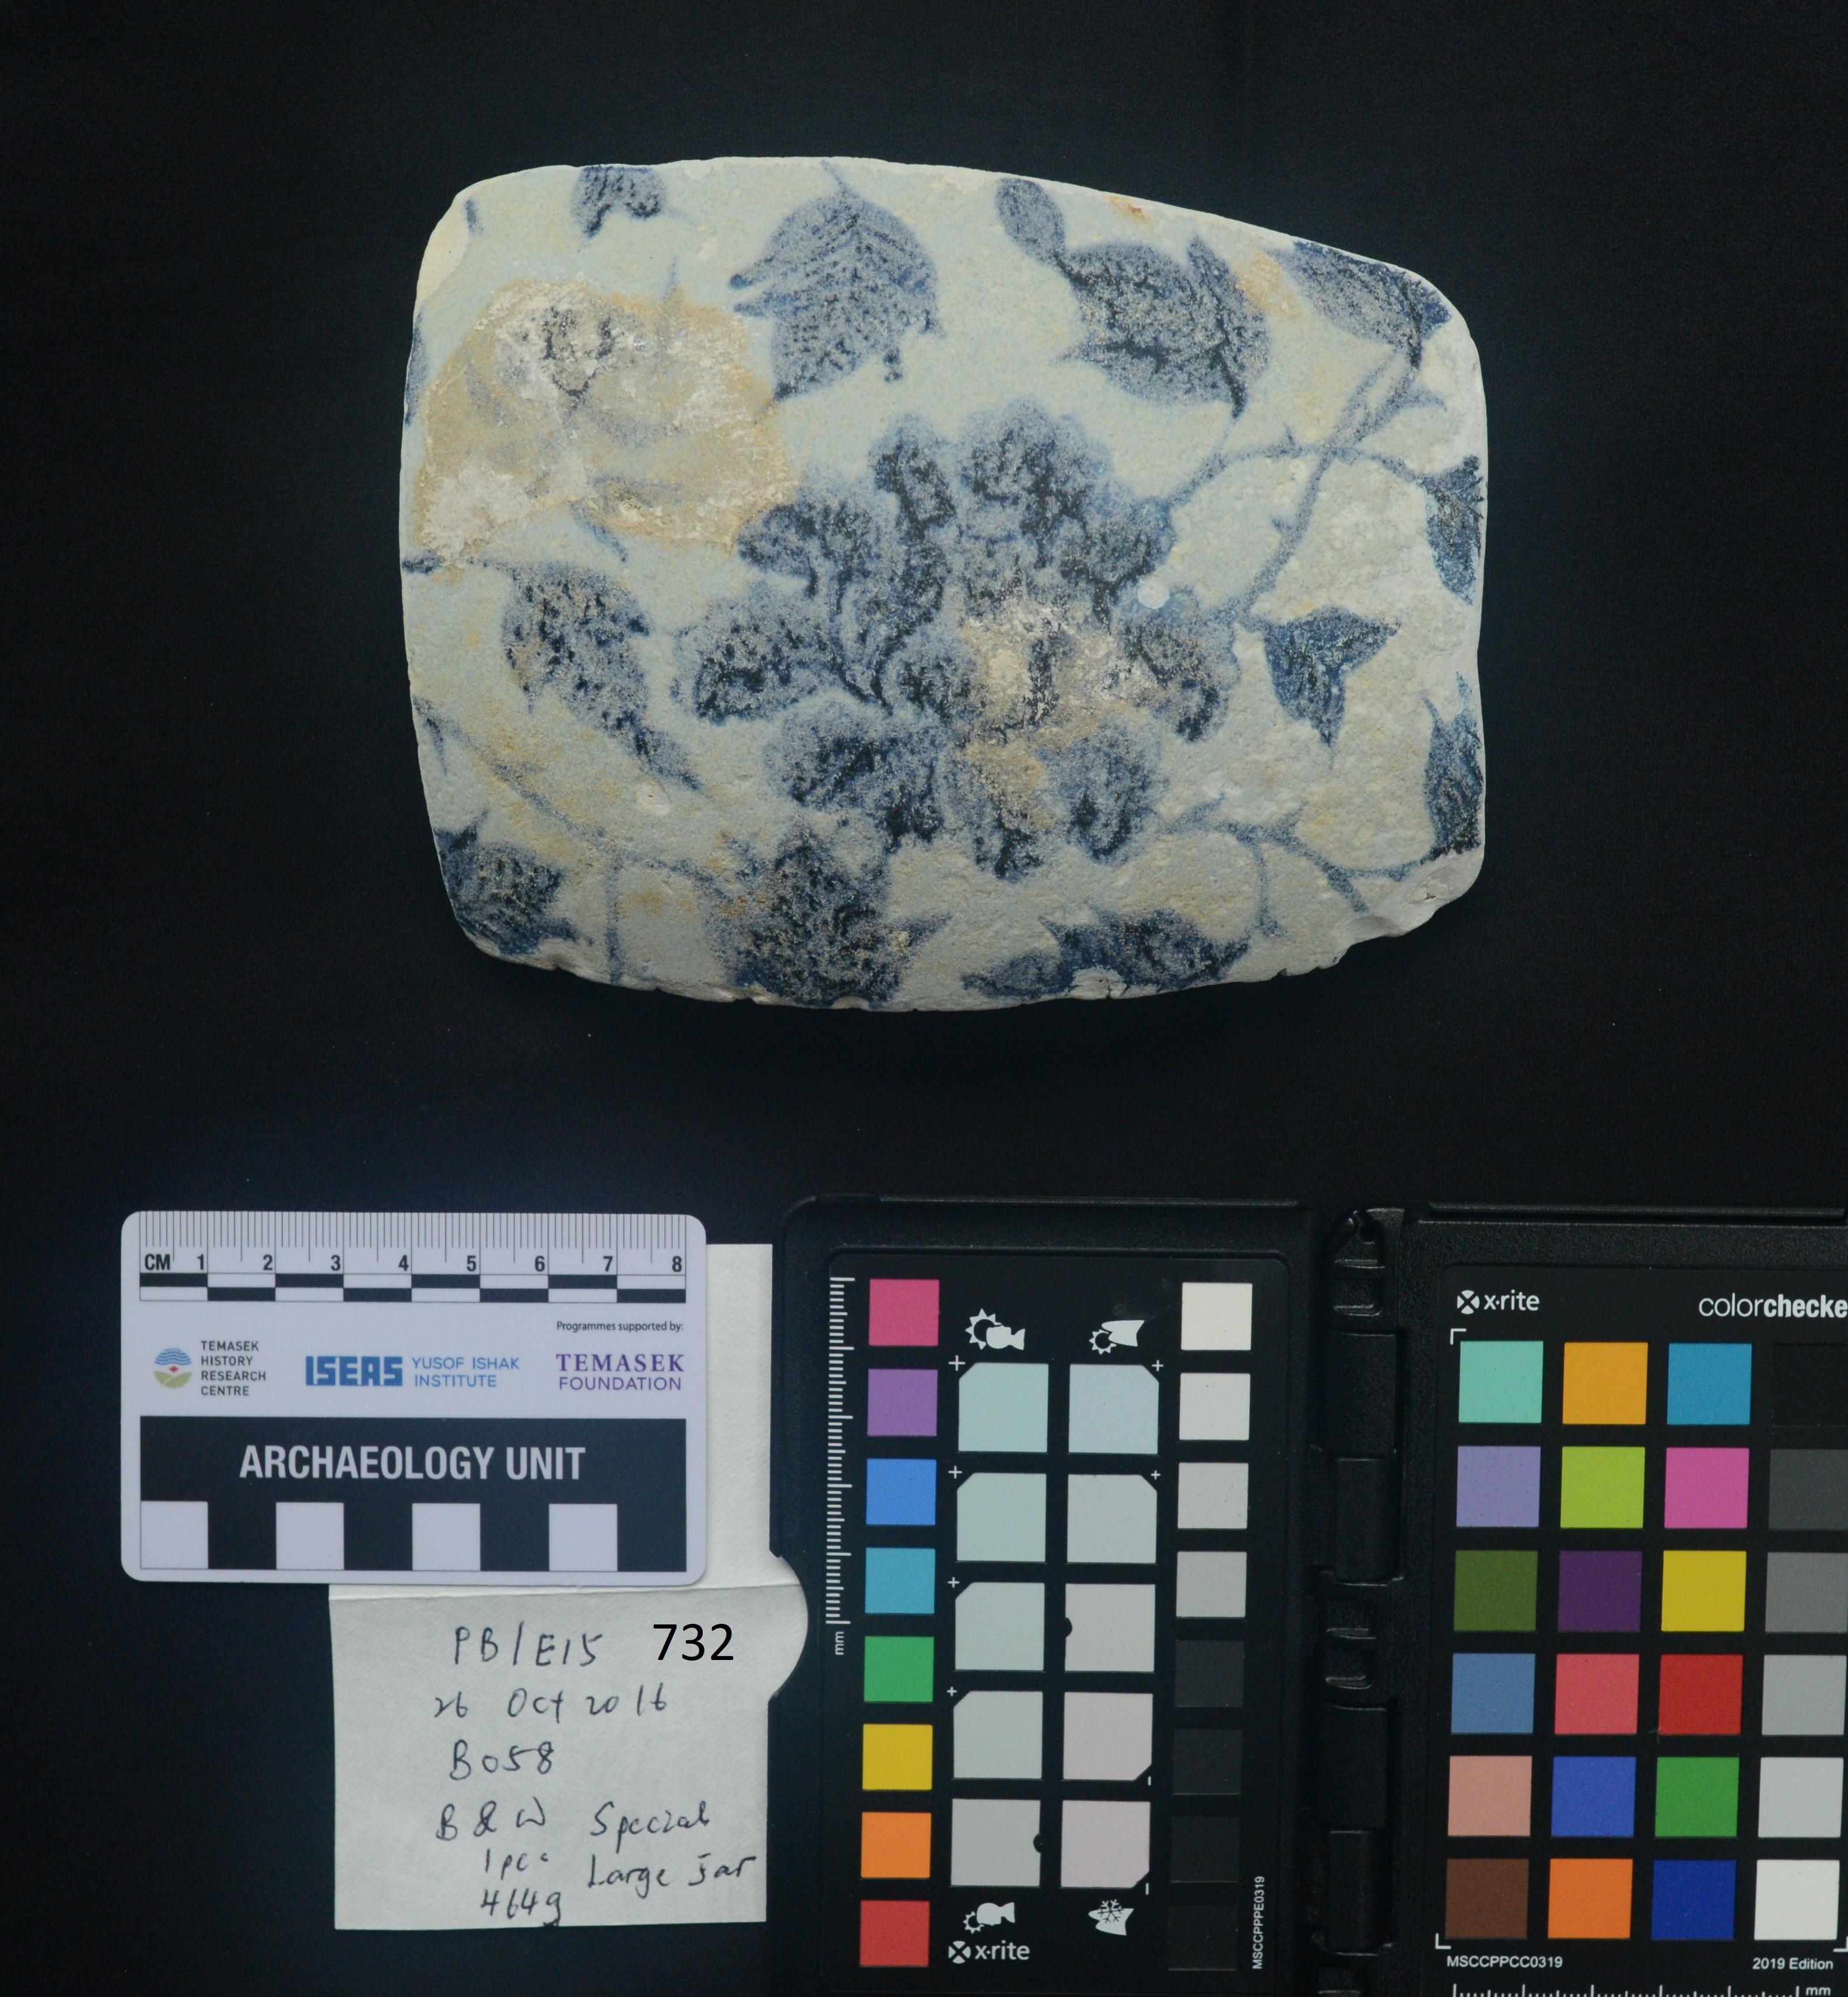 CM 1 2 3 4 5 6 7 8
Programmes supported by:
TEMASEK
HISTORY
RESEARCH
CENTRE
ISEAS YUSOF ISHAK
INSTITUTE
TEMASEK
FOUNDATION
ARCHAEOLOGY UNIT
PB/E15 732
26 Oct 2016
B058
B & W Special
1pc Large Jar
464g
mm
x·rite
MSCCPPPE0319
x·rite
colorchecke
MSCCPPCC0319
2019 Edition
mm